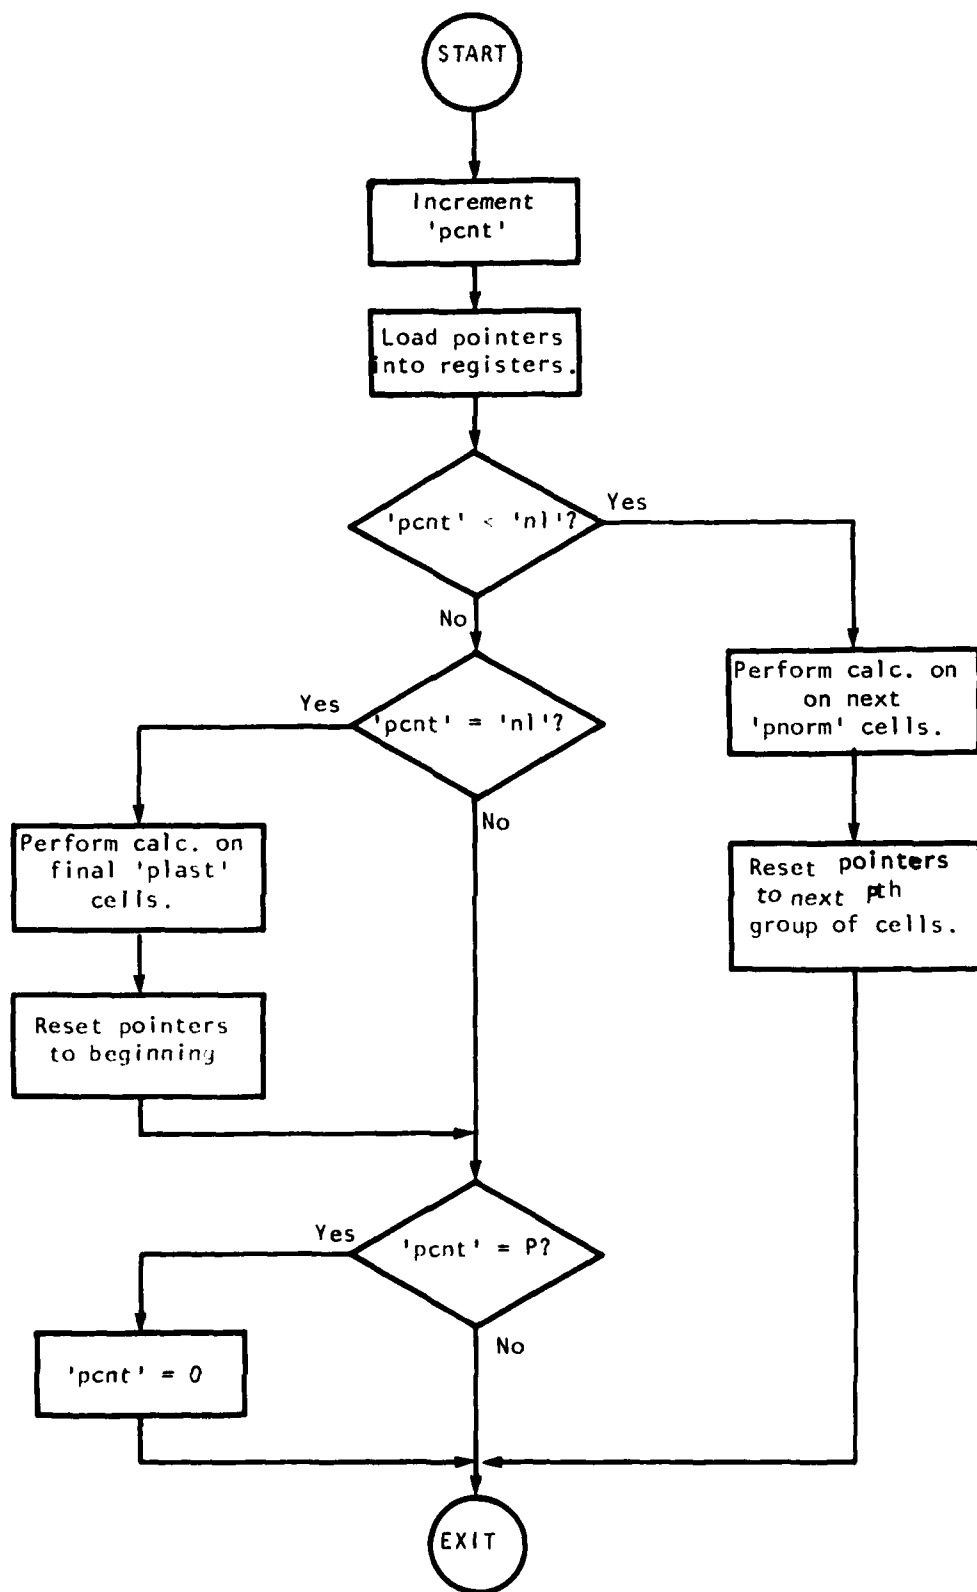 START
Increment
'pcnt'
Load pointers
into registers.
'pcnt' < 'nl'?
Yes
No
Perform calc. on
on next
'pnorm' cells.
Yes
'pcnt' = 'nl'?
No
Perform calc. on
final 'plast'
cells.
Reset pointers
to next pth
group of cells.
Reset pointers
to beginning
Yes
'pcnt' = P?
No
'pcnt' = 0
EXIT